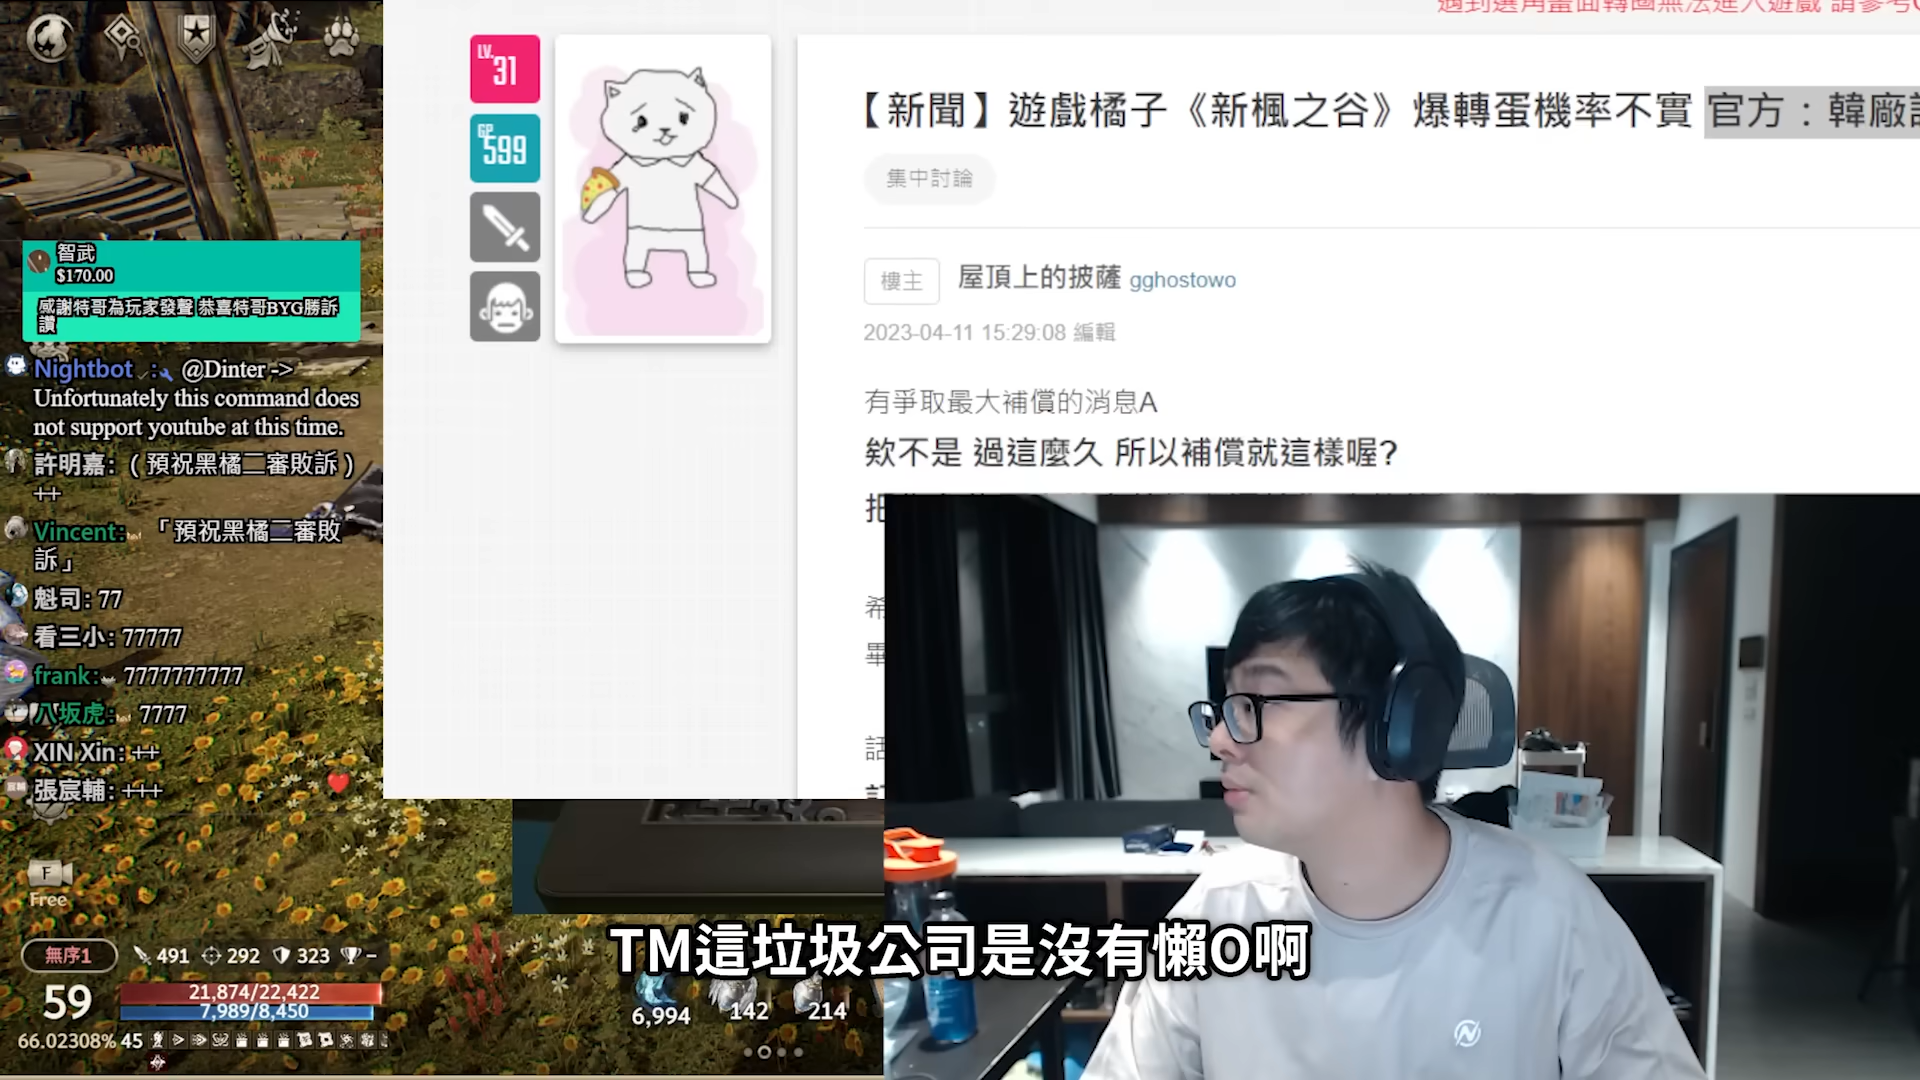 LV.
31
GP
599
【新聞】遊戲橘子《新楓之谷》爆轉蛋機率不實 官方：韓廠
集中討論
樓主 屋頂上的披薩 gghostowo
2023-04-11 15:29:08 編輯
有爭取最大補償的消息A
欸不是 過這麼久 所以補償就這樣喔?
智武
$170.00
感謝特哥為玩家發聲 恭喜特哥BYG勝訴
讚
Nightbot : @Dinter ->
Unfortunately this command does
not support youtube at this time.
許明嘉: ( 預祝黑橘二審敗訴 )
++
Vincent: 「預祝黑橘二審敗
訴」
魁司: 77
看三小: 77777
frank: 7777777777
八坂虎: 7777
XIN Xin: ++
張宸輔: +++
F
Free
無序1 491 292 323 -
59 21,874/22,422
7,989/8,450
66.02308% 45
6,994 142 214
TM這垃圾公司是沒有懶O啊